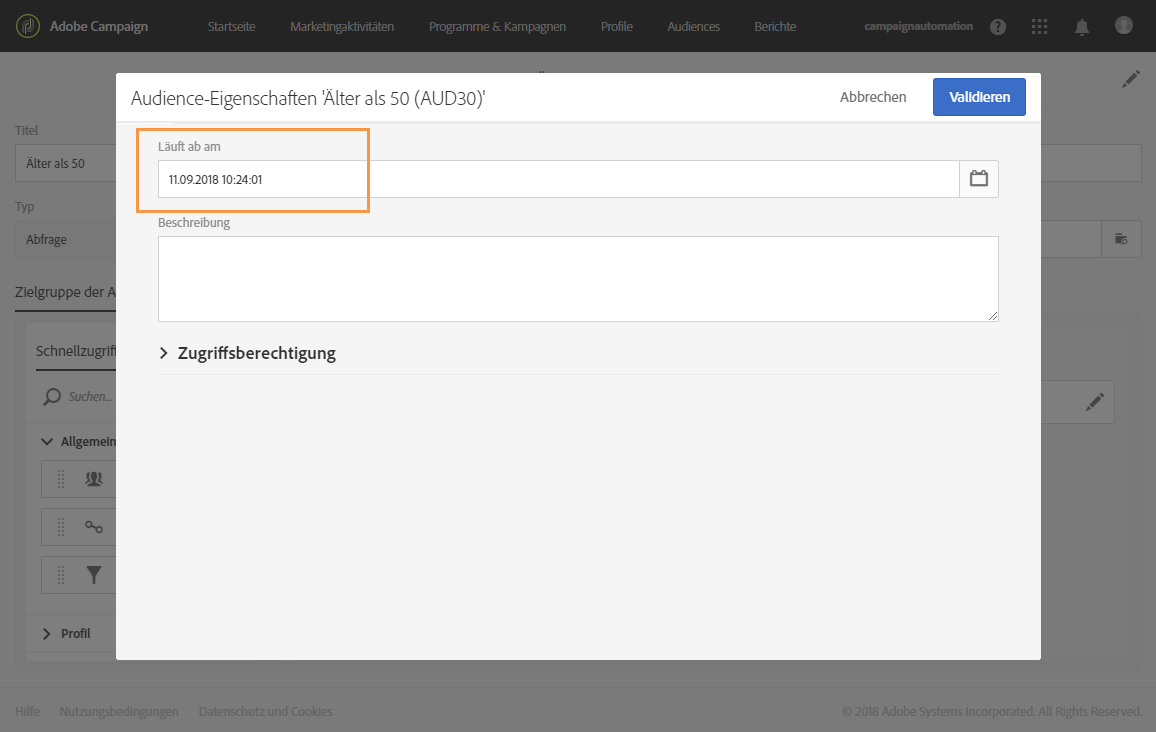 Adobe Campaign
Startseite
Marketingaktivitäten
Programme & Kampagnen
Profile
Audiences
Berichte
campaignautomation
?
Audience-Eigenschaften 'Älter als 50 (AUD30)'
Abbrechen
Validieren
Titel
Älter als 50
Typ
Abfrage
Zielgruppe der A
Schnellzugriff
Suchen...
Allgemein
Profil
Läuft ab am
11.09.2018 10:24:01
Beschreibung
Zugriffsberechtigung
Hilfe
Nutzungsbedingungen
Datenschutz und Cookies
© 2018 Adobe Systems Incorporated. All Rights Reserved.